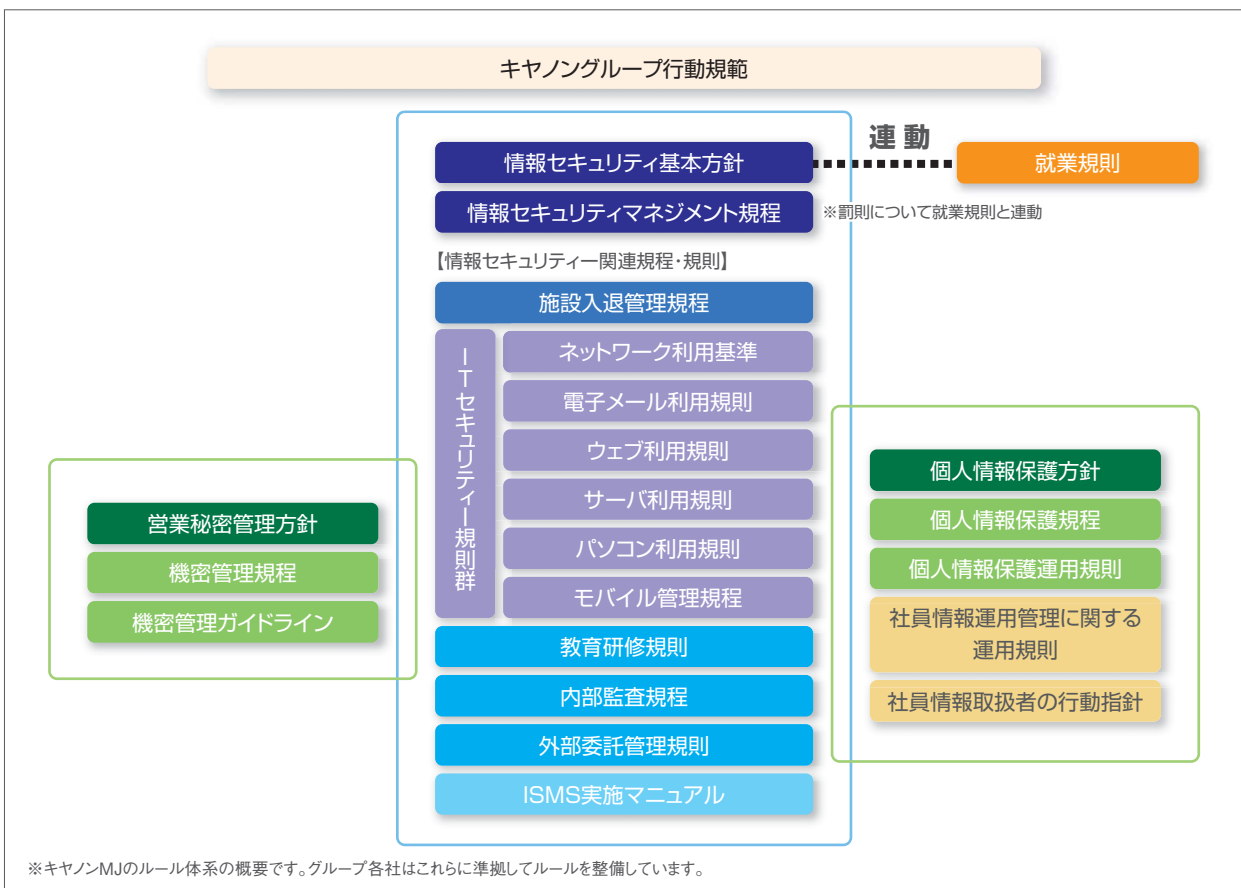 キヤノングループ行動規範
連動
情報セキュリティ基本方針
就業規則
情報セキュリティマネジメント規程
※罰則について就業規則と連動
【情報セキュリティー関連規程・規則】
施設入退管理規程
ITセキュリティー規則群
ネットワーク利用基準
電子メール利用規則
ウェブ利用規則
サーバ利用規則
パソコン利用規則
モバイル管理規程
教育研修規則
内部監査規程
外部委託管理規則
ISMS実施マニュアル
営業秘密管理方針
機密管理規程
機密管理ガイドライン
個人情報保護方針
個人情報保護規程
個人情報保護運用規則
社員情報運用管理に関する
運用規則
社員情報取扱者の行動指針
※キヤノンMJのルール体系の概要です。グループ各社はこれらに準拠してルールを整備しています。